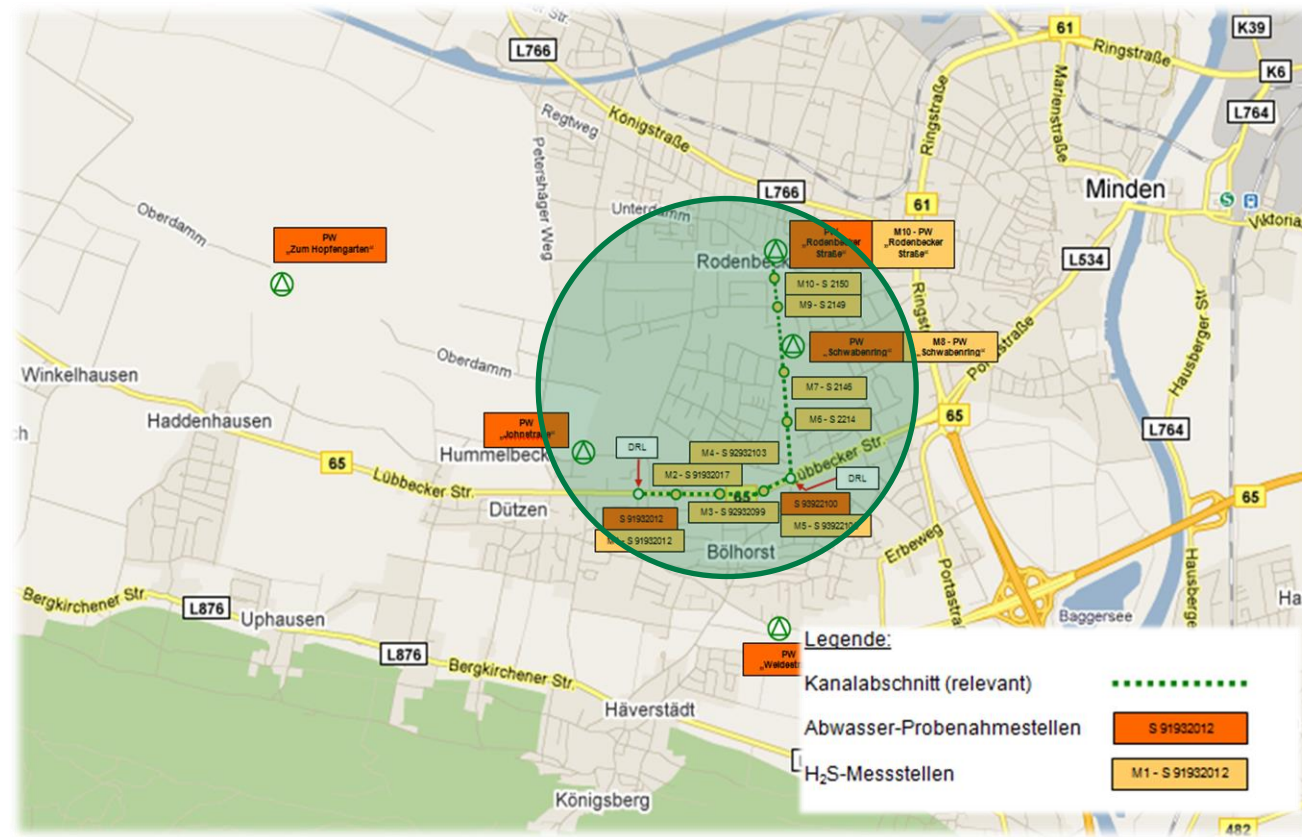 L766
61
Ringstraße
K39
K6
L764
Marienstraße
Ringstraße
Königstraße
Regtweg
Petershäger Weg
L766
61
Minden
Viktoria
Oberdamm
Unterdamm
PW
„Zum Hopfengarten“
Rodenbeck
PW
„Rodenbecker
Straße“
M10 - PW
„Rodenbecker
Straße“
L534
M10 - S 2150
M9 - S 2149
Ringstraße
Hausberger Str.
PW
„Schwabenring“
M8 - PW
„Schwabenring“
Oberdamm
Winkelhausen
M7 - S 2146
Haddenhausen
M6 - S 2214
65
L764
PW
„Johnstraße“
Hummelbeck
DRL
M4 - S 92932103
65
Lübbecker Str.
M2 - S 91932017
DRL
Lübbecker Str.
65
65
Dützen
M3 - S 92932099
S 93922100
S 91932012
Bölhorst
Erbeweg
Bergkirchener Str.
L876
Uphausen
Baggersee
L876
Bergkirchener Str.
PW
Häverstädt
Königsberg
Legende:
Kanalabschnitt (relevant)
Abwasser-Probenahmestellen
S 91932012
H₂S-Messstellen
M1 - S 91932012
482